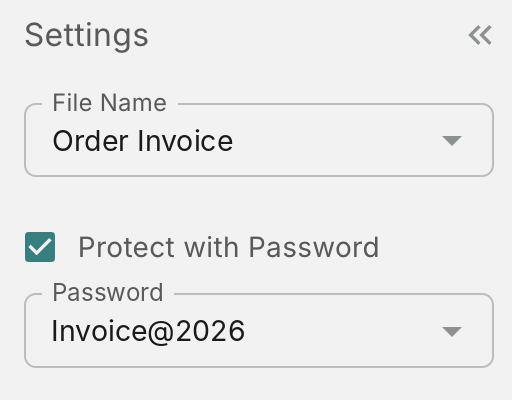 Settings
File Name
Order Invoice
Protect with Password
Password
Invoice@2026